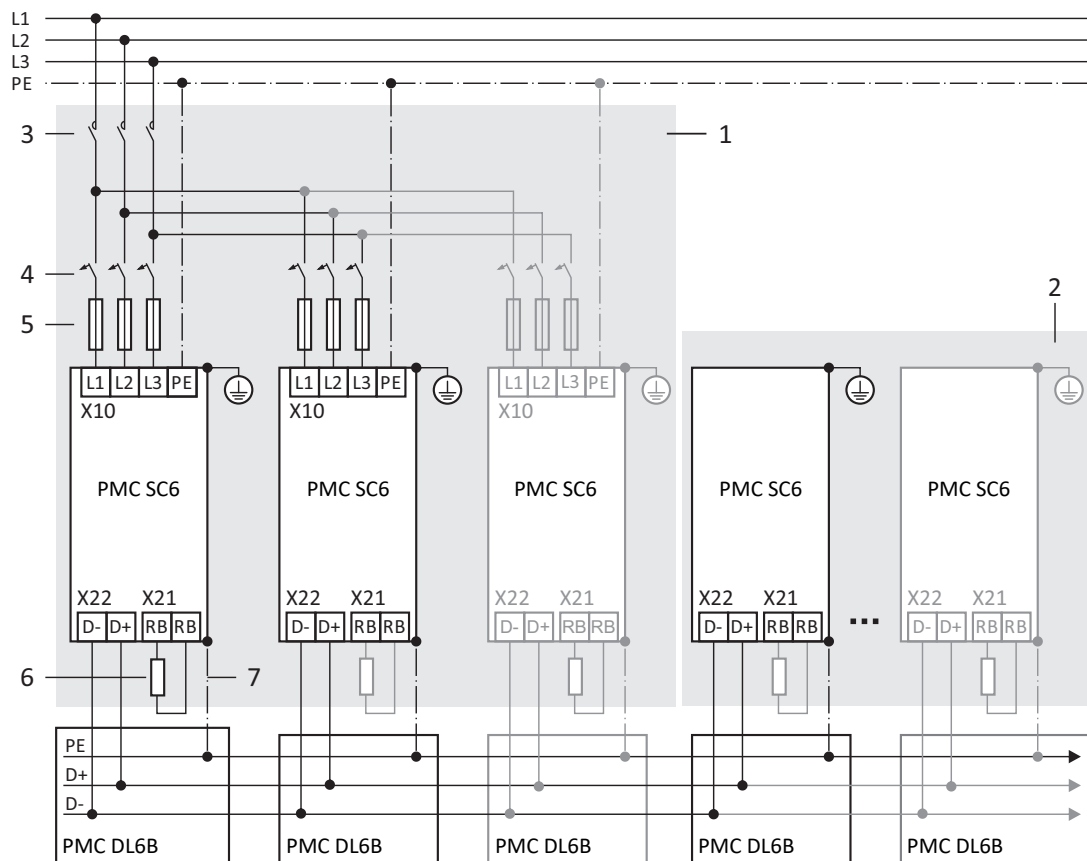 L1
L2
L3
PE
3
1
4
5
2
L1 L2 L3 PE
L1 L2 L3 PE
L1 L2 L3 PE
X10
X10
X10
PMC SC6
PMC SC6
PMC SC6
PMC SC6
PMC SC6
X22 X21
X22 X21
X22 X21
X22 X21
X22 X21
D- D+ RB RB
D- D+ RB RB
D- D+ RB RB
D- D+ RB RB
...
D- D+ RB RB
6
7
PE
D+
D-
PMC DL6B
PMC DL6B
PMC DL6B
PMC DL6B
PMC DL6B